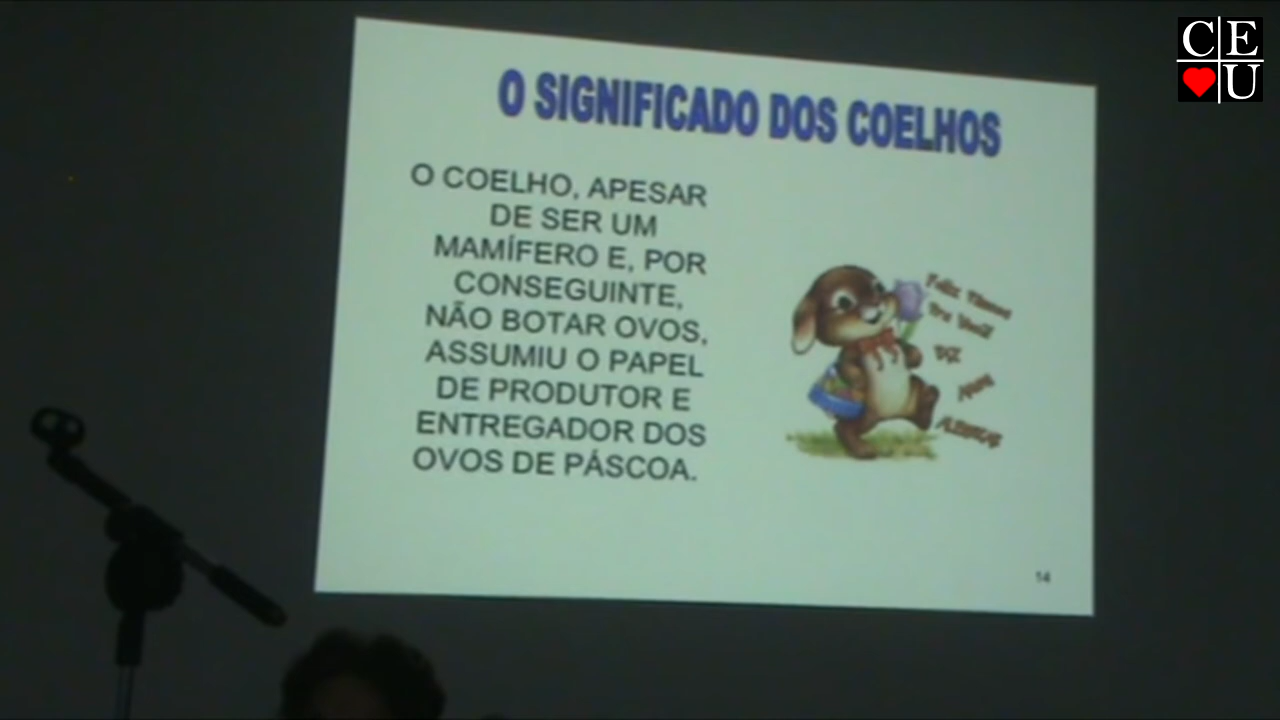 C E
U
O SIGNIFICADO DOS COELHOS
O COELHO, APESAR
DE SER UM
MAMÍFERO E, POR
CONSEGUINTE,
NÃO BOTAR OVOS,
ASSUMIU O PAPEL
DE PRODUTOR E
ENTREGADOR DOS
OVOS DE PÁSCOA.
14